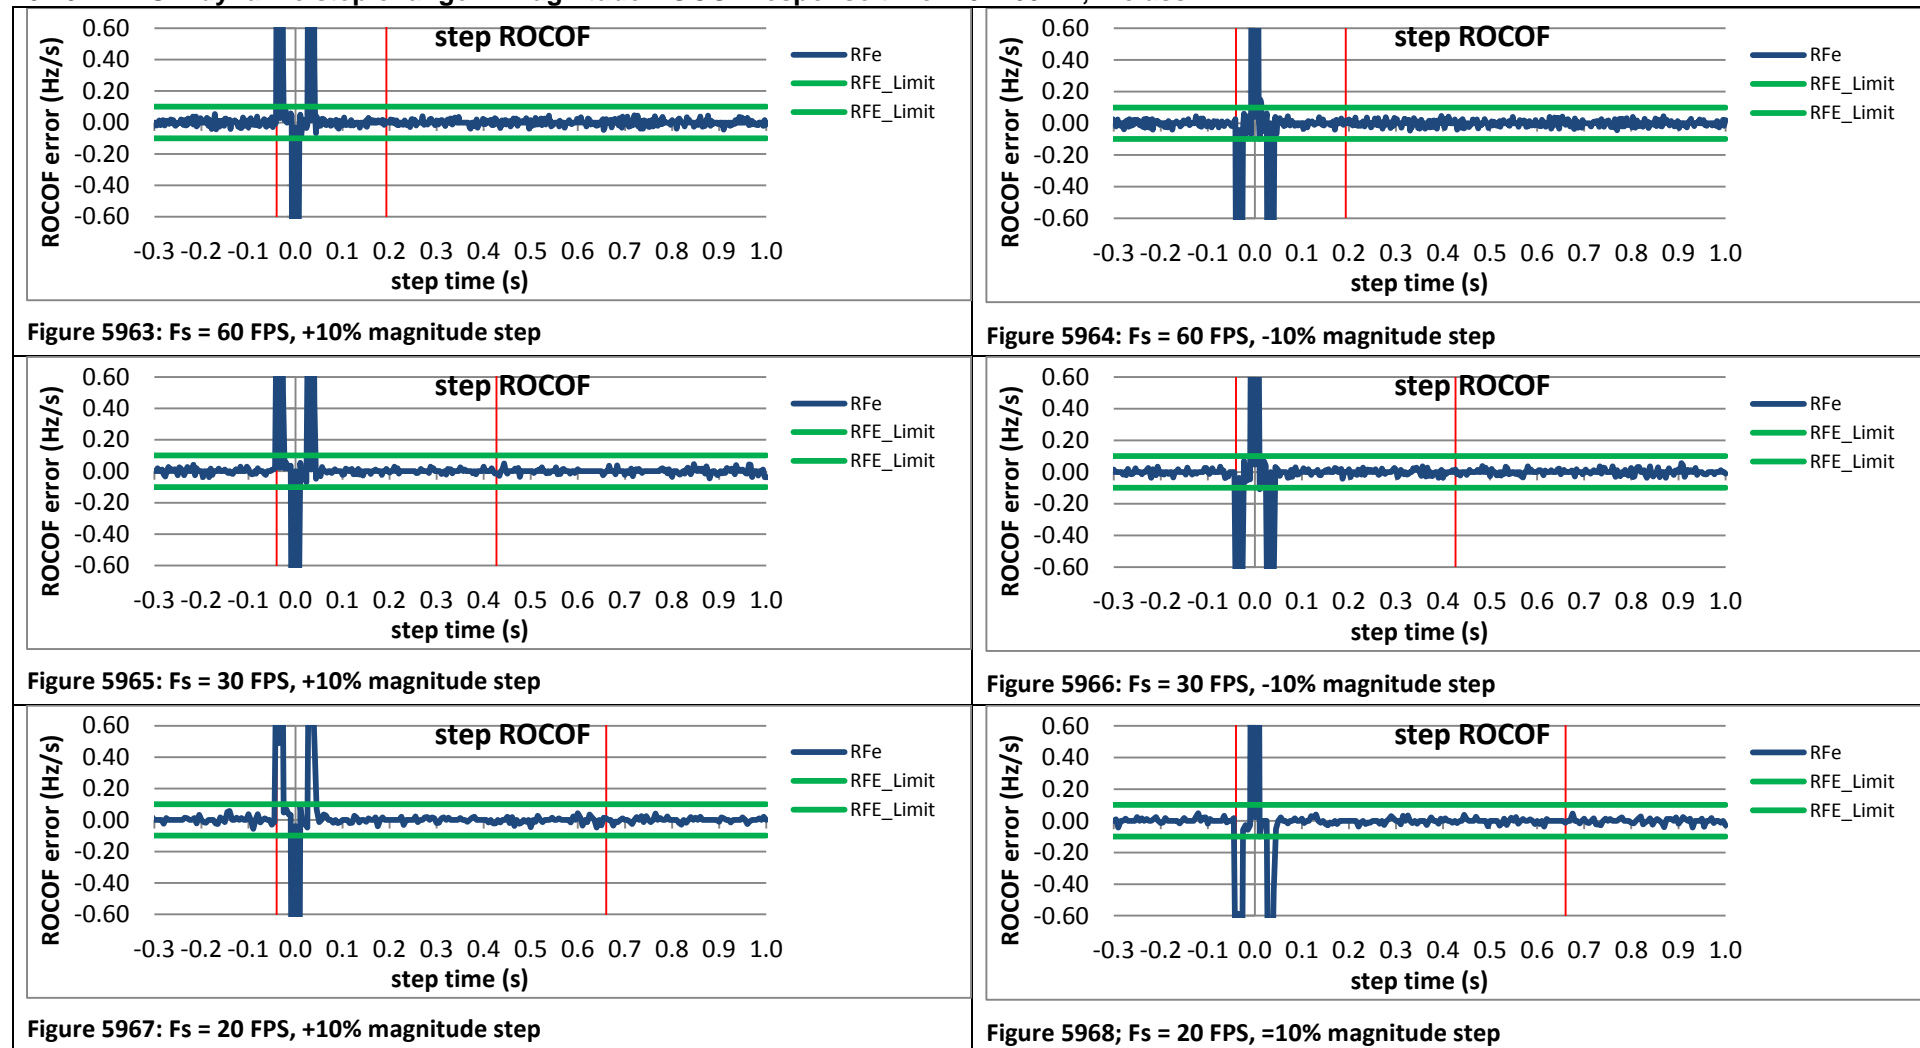 step ROCOF
ROCOF error (Hz/s)
0.60
0.40
0.20
0.00
-0.20
-0.40
-0.60
-0.3 -0.2 -0.1 0.0 0.1 0.2 0.3 0.4 0.5 0.6 0.7 0.8 0.9 1.0
step time (s)
RFe
RFE_Limit
RFE_Limit
Figure 5963: Fs = 60 FPS, +10% magnitude step
step ROCOF
ROCOF error (Hz/s)
0.60
0.40
0.20
0.00
-0.20
-0.40
-0.60
-0.3 -0.2 -0.1 0.0 0.1 0.2 0.3 0.4 0.5 0.6 0.7 0.8 0.9 1.0
step time (s)
RFe
RFE_Limit
RFE_Limit
Figure 5964: Fs = 60 FPS, -10% magnitude step
step ROCOF
ROCOF error (Hz/s)
0.60
0.40
0.20
0.00
-0.20
-0.40
-0.60
-0.3 -0.2 -0.1 0.0 0.1 0.2 0.3 0.4 0.5 0.6 0.7 0.8 0.9 1.0
step time (s)
RFe
RFE_Limit
RFE_Limit
Figure 5965: Fs = 30 FPS, +10% magnitude step
step ROCOF
ROCOF error (Hz/s)
0.60
0.40
0.20
0.00
-0.20
-0.40
-0.60
-0.3 -0.2 -0.1 0.0 0.1 0.2 0.3 0.4 0.5 0.6 0.7 0.8 0.9 1.0
step time (s)
RFe
RFE_Limit
RFE_Limit
Figure 5966: Fs = 30 FPS, -10% magnitude step
step ROCOF
ROCOF error (Hz/s)
0.60
0.40
0.20
0.00
-0.20
-0.40
-0.60
-0.3 -0.2 -0.1 0.0 0.1 0.2 0.3 0.4 0.5 0.6 0.7 0.8 0.9 1.0
step time (s)
RFe
RFE_Limit
RFE_Limit
Figure 5967: Fs = 20 FPS, +10% magnitude step
step ROCOF
ROCOF error (Hz/s)
0.60
0.40
0.20
0.00
-0.20
-0.40
-0.60
-0.3 -0.2 -0.1 0.0 0.1 0.2 0.3 0.4 0.5 0.6 0.7 0.8 0.9 1.0
step time (s)
RFe
RFE_Limit
RFE_Limit
Figure 5968; Fs = 20 FPS, =10% magnitude step